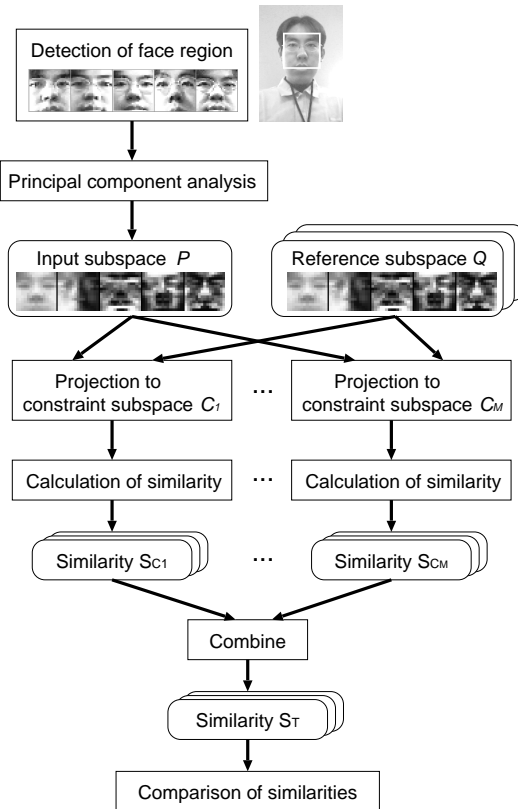 Detection of face region
Principal component analysis
Input subspace P
Reference subspace Q
Projection to
constraint subspace C1
...
Projection to
constraint subspace CM
Calculation of similarity
...
Calculation of similarity
Similarity SC1
...
Similarity SCM
Combine
Similarity ST
Comparison of similarities